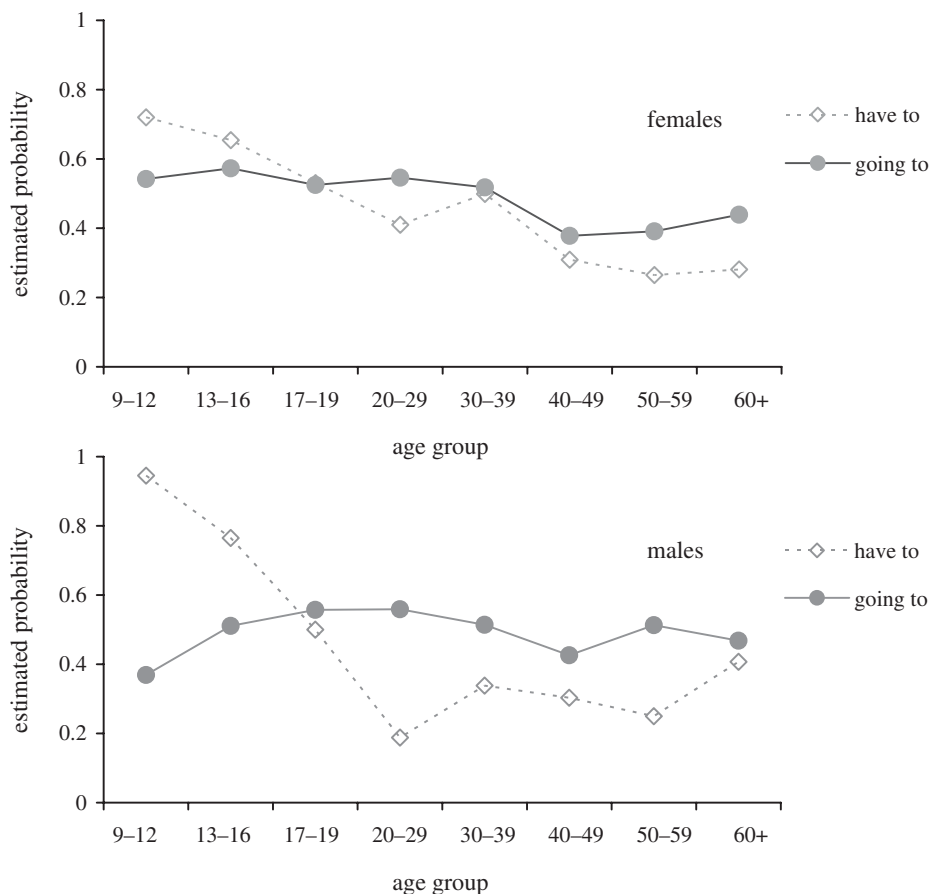 1
0.8
0.6
0.4
0.2
0
estimated probability
females
have to
going to
9–12 13–16 17–19 20–29 30–39 40–49 50–59 60+
age group
1
0.8
0.6
0.4
0.2
0
estimated probability
males
have to
going to
9–12 13–16 17–19 20–29 30–39 40–49 50–59 60+
age group